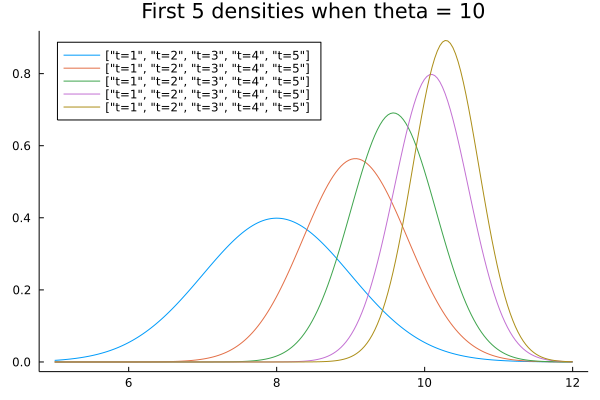 First 5 densities when theta = 10
["t=1", "t=2", "t=3", "t=4", "t=5"]
["t=1", "t=2", "t=3", "t=4", "t=5"]
["t=1", "t=2", "t=3", "t=4", "t=5"]
["t=1", "t=2", "t=3", "t=4", "t=5"]
["t=1", "t=2", "t=3", "t=4", "t=5"]
0.8
0.6
0.4
0.2
0.0
6 8 10 12